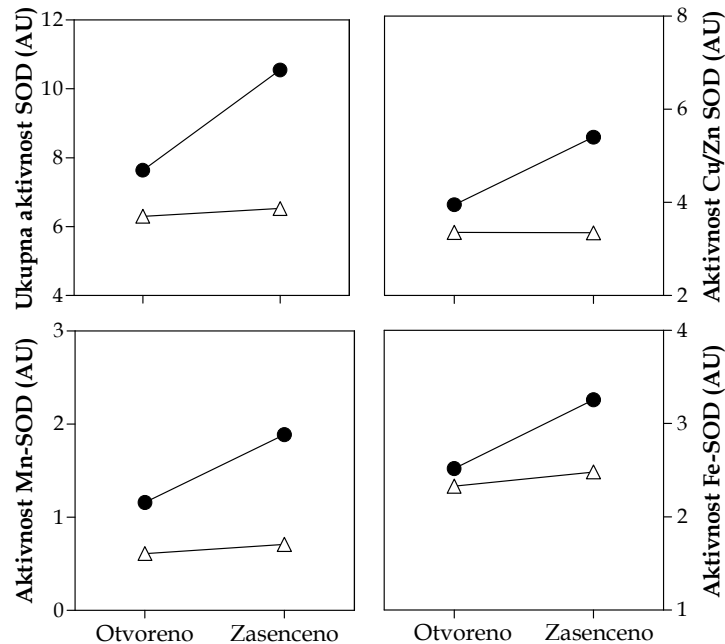 Ukupna aktivnost SOD (AU)
12
10
8
6
4
Aktivnost Cu/Zn SOD (AU)
8
6
4
2
Aktivnost Mn-SOD (AU)
3
2
1
0
Otvoreno Zasenceno
Aktivnost Fe-SOD (AU)
4
3
2
1
Otvoreno Zasenceno